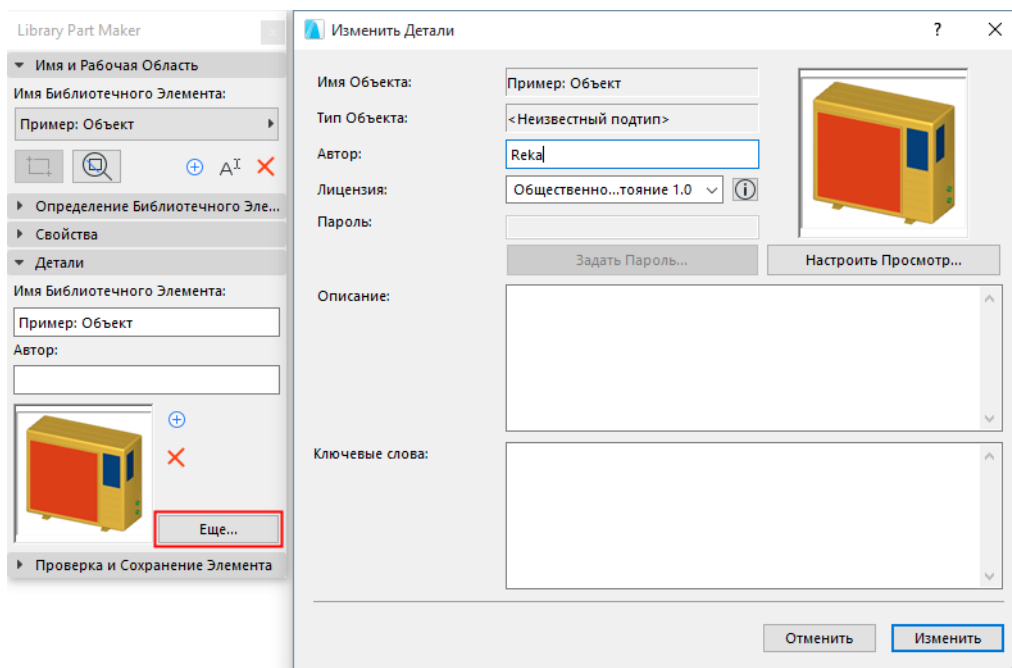 Library Part Maker
Имя и Рабочая Область
Имя Библиотечного Элемента:
Пример: Объект
Определение Библиотечного Эле...
Свойства
Детали
Имя Библиотечного Элемента:
Пример: Объект
Автор:
Еще...
Проверка и Сохранение Элемента
Изменить Детали
Имя Объекта:
Пример: Объект
Тип Объекта:
<Неизвестный подтип>
Автор:
Reka
Лицензия:
Общественно...тояние 1.0
Пароль:
Задать Пароль...
Настроить Просмотр...
Описание:
Ключевые слова:
Отменить
Изменить